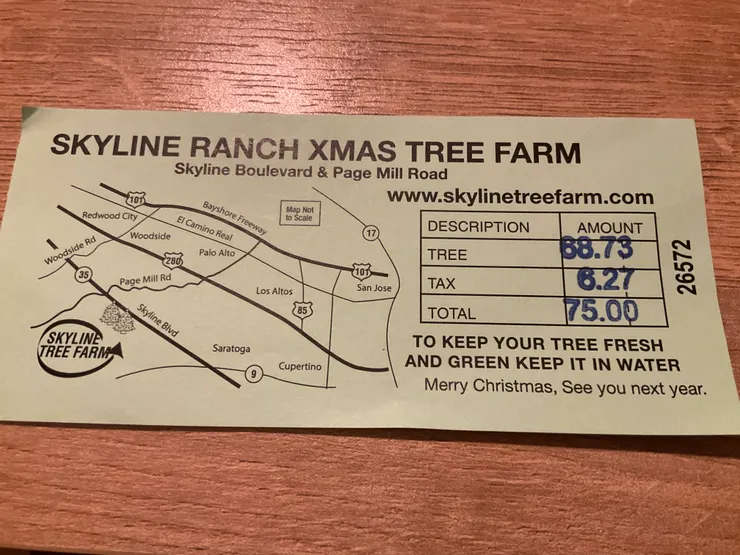 SKYLINE RANCH XMAS TREE FARM
Skyline Boulevard & Page Mill Road
www.skylinetreefarm.com
101
Redwood City
Bayshore Freeway
El Camino Real
Map Not
to Scale
17
Woodside Rd
Woodside
280
Palo Alto
101
San Jose
35
Page Mill Rd
Los Altos
85
Skyline Blvd
SKYLINE
TREE FARM
Saratoga
9
Cupertino
DESCRIPTION AMOUNT
TREE 68.73
TAX 6.27
TOTAL 75.00
26572
TO KEEP YOUR TREE FRESH
AND GREEN KEEP IT IN WATER
Merry Christmas, See you next year.